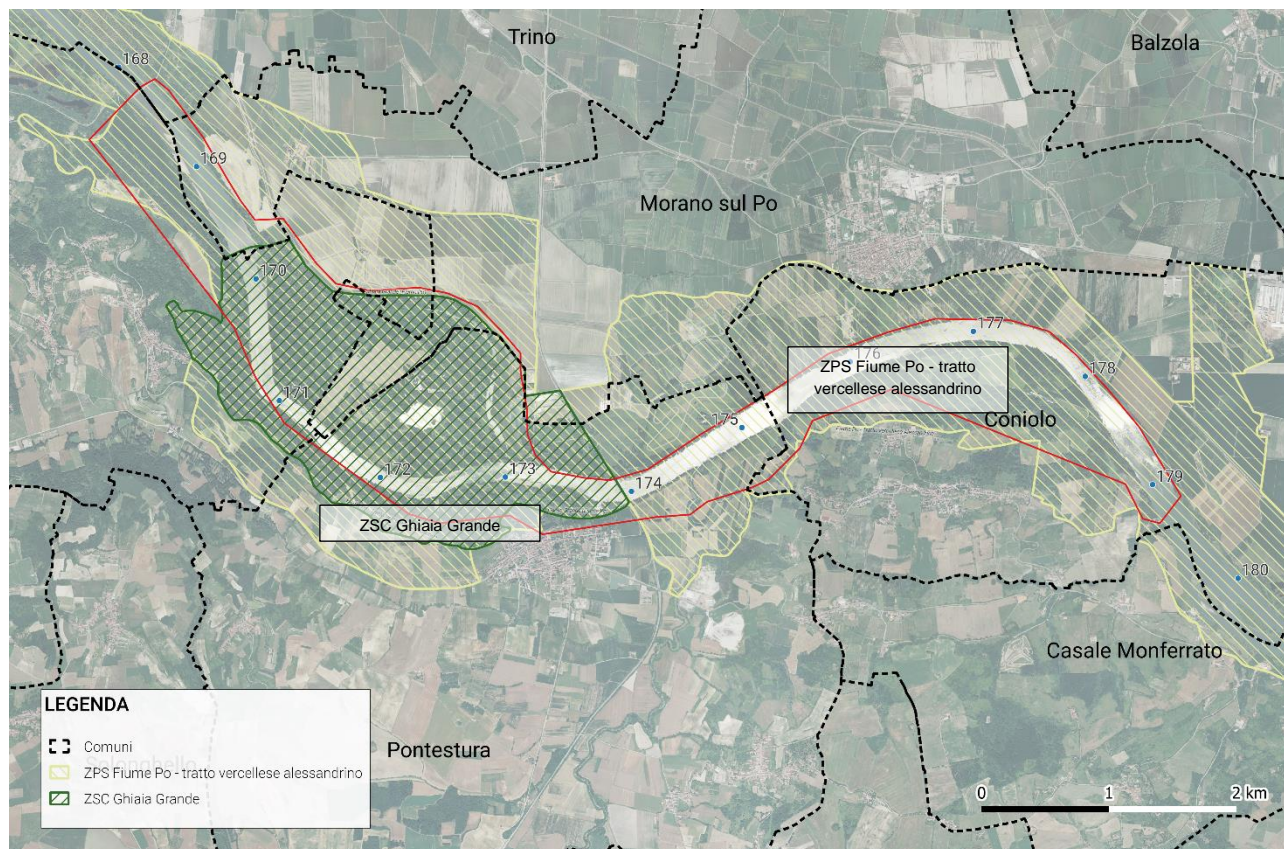 Trino
Balzola
168
169
Morano sul Po
170
177
176
ZPS Fiume Po - tratto
vercellese alessandrino
178
171
175
Coniolo
172
173
174
179
ZSC Ghiaia Grande
180
Casale Monferrato
LEGENDA
Comuni
Solonghello
ZPS Fiume Po - tratto vercellese alessandrino
ZSC Ghiaia Grande
Pontestura
0
1
2 km